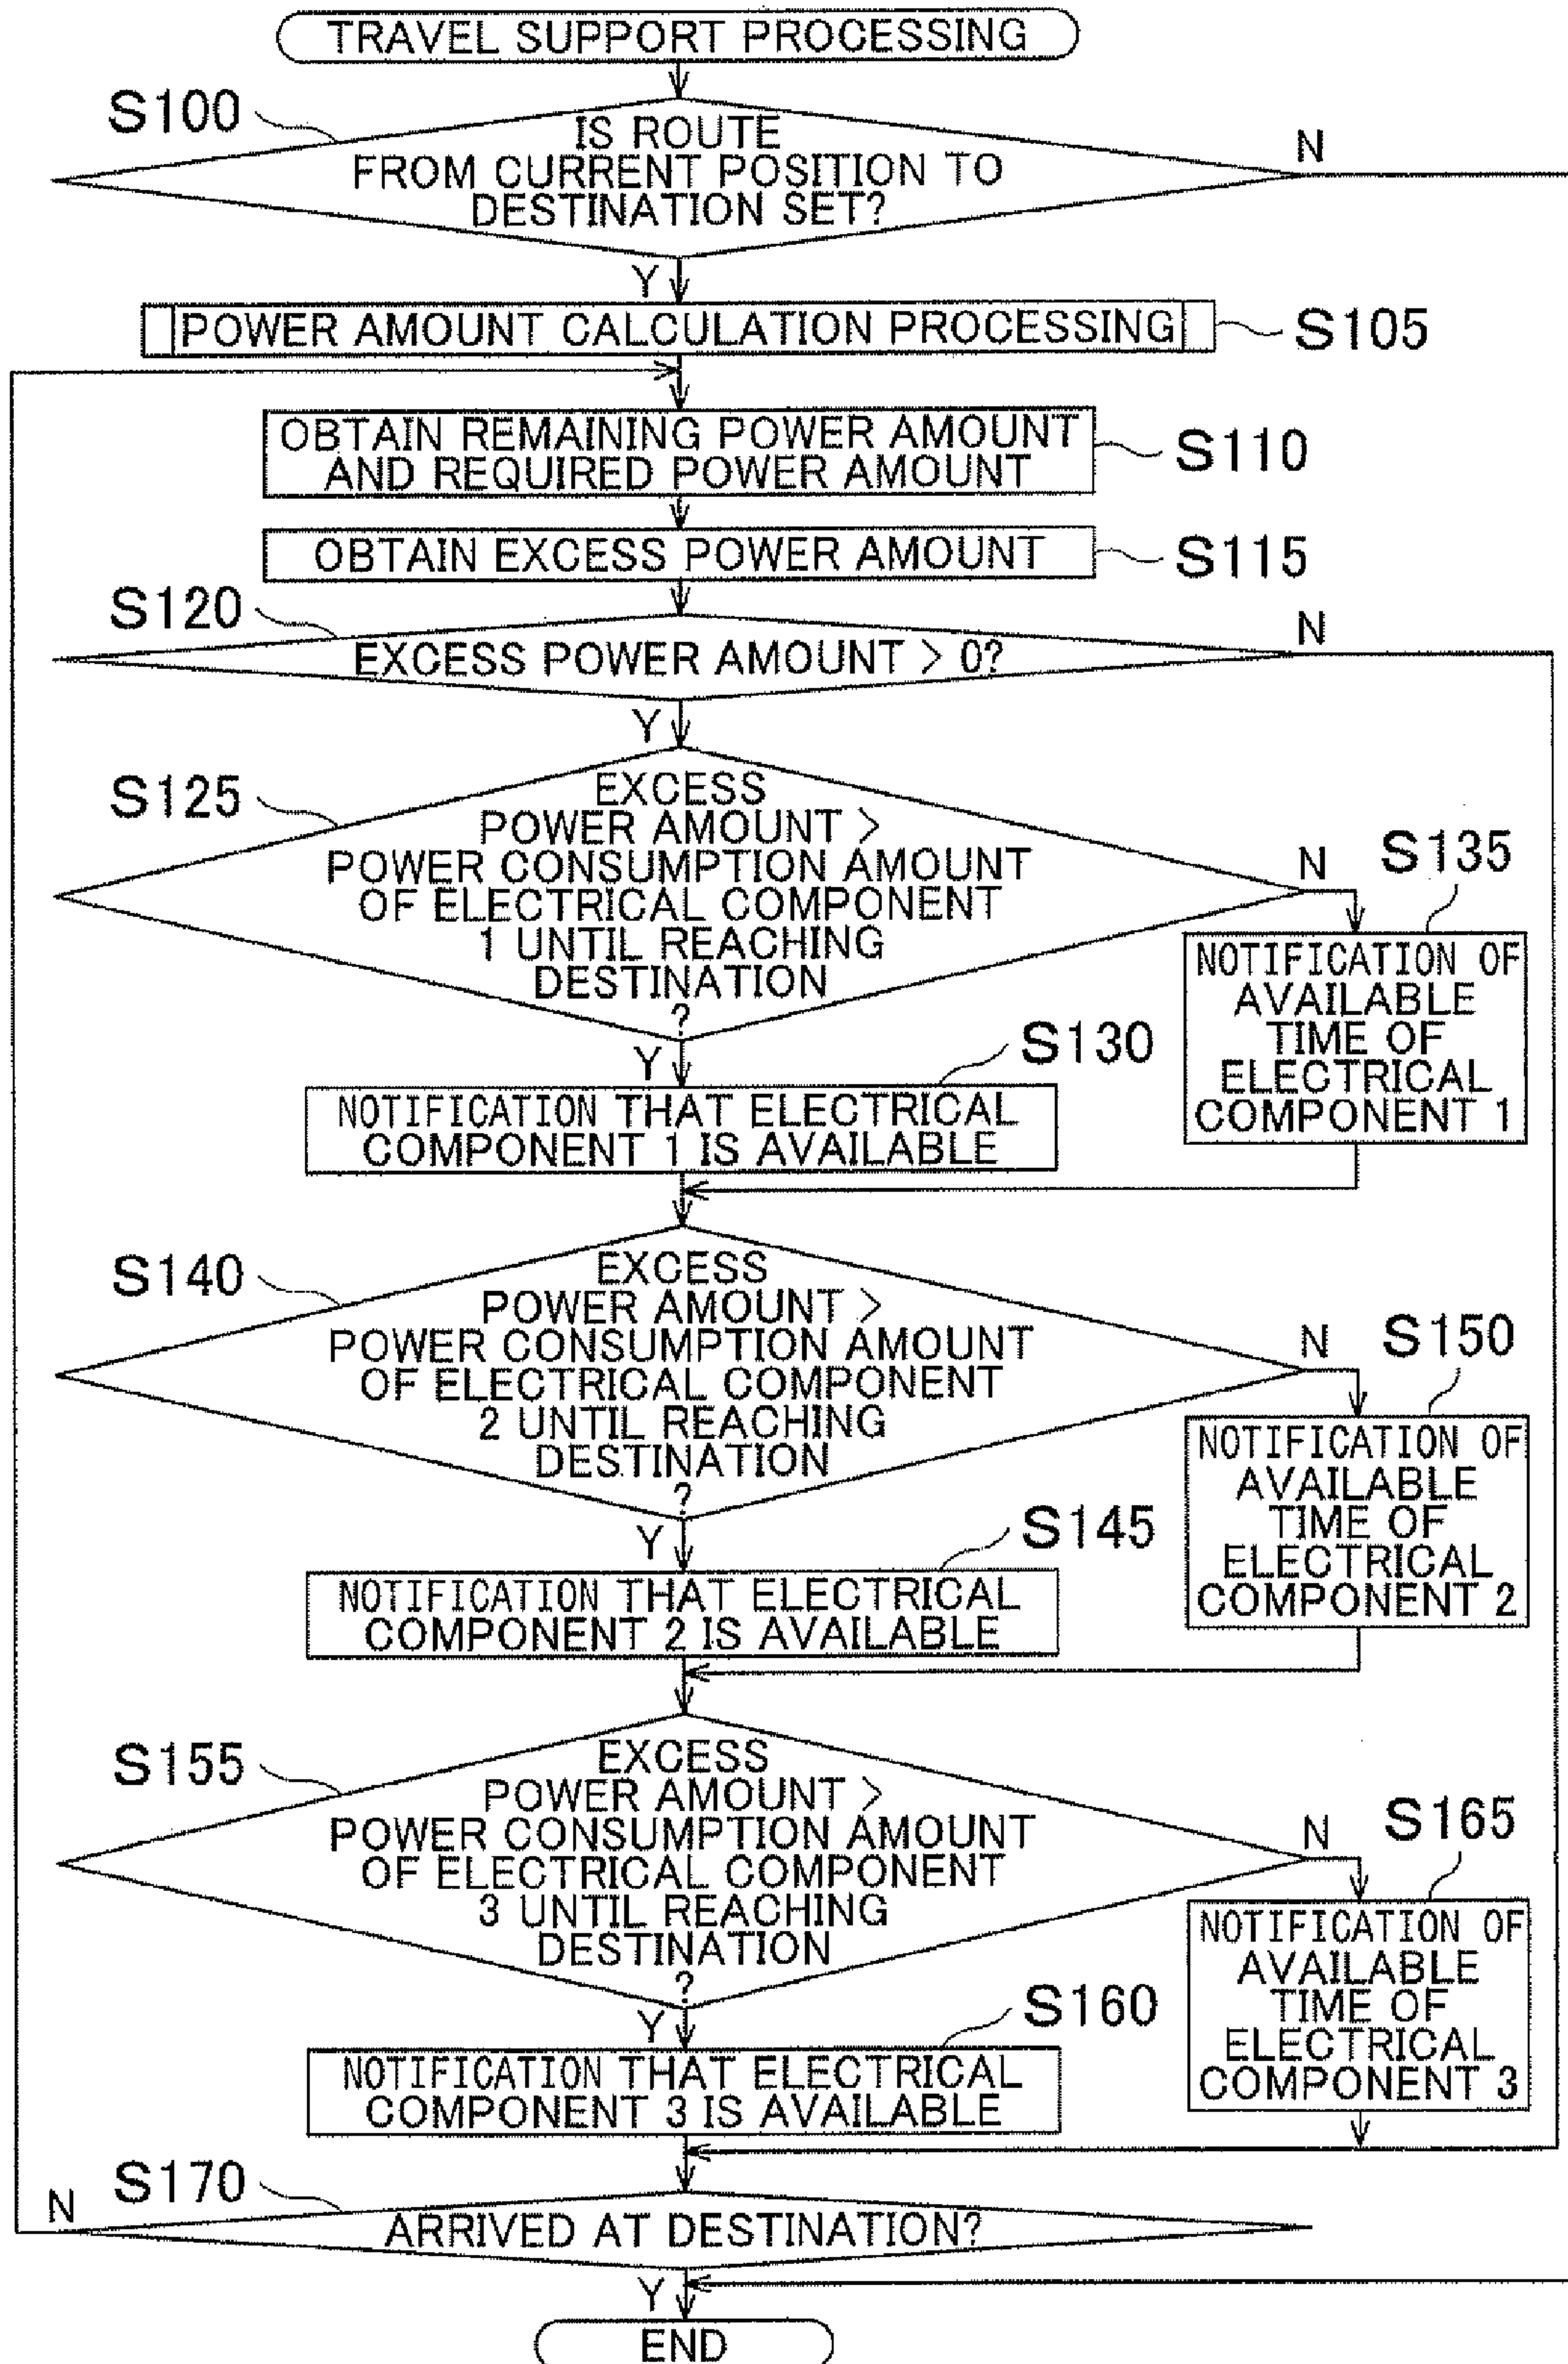 TRAVEL SUPPORT PROCESSING
S100
IS ROUTE
FROM CURRENT POSITION TO
DESTINATION SET?
N
Y
POWER AMOUNT CALCULATION PROCESSING
S105
OBTAIN REMAINING POWER AMOUNT
AND REQUIRED POWER AMOUNT
S110
OBTAIN EXCESS POWER AMOUNT
S115
S120
EXCESS POWER AMOUNT > 0?
N
Y
S125
EXCESS
POWER AMOUNT >
POWER CONSUMPTION AMOUNT
OF ELECTRICAL COMPONENT
1 UNTIL REACHING
DESTINATION
?
N
S135
NOTIFICATION OF
AVAILABLE
TIME OF
ELECTRICAL
COMPONENT 1
Y
S130
NOTIFICATION THAT ELECTRICAL
COMPONENT 1 IS AVAILABLE
S140
EXCESS
POWER AMOUNT >
POWER CONSUMPTION AMOUNT
OF ELECTRICAL COMPONENT
2 UNTIL REACHING
DESTINATION
?
N
S150
NOTIFICATION OF
AVAILABLE
TIME OF
ELECTRICAL
COMPONENT 2
Y
S145
NOTIFICATION THAT ELECTRICAL
COMPONENT 2 IS AVAILABLE
S155
EXCESS
POWER AMOUNT >
POWER CONSUMPTION AMOUNT
OF ELECTRICAL COMPONENT
3 UNTIL REACHING
DESTINATION
?
N
S165
NOTIFICATION OF
AVAILABLE
TIME OF
ELECTRICAL
COMPONENT 3
Y
S160
NOTIFICATION THAT ELECTRICAL
COMPONENT 3 IS AVAILABLE
S170
N
ARRIVED AT DESTINATION?
Y
END